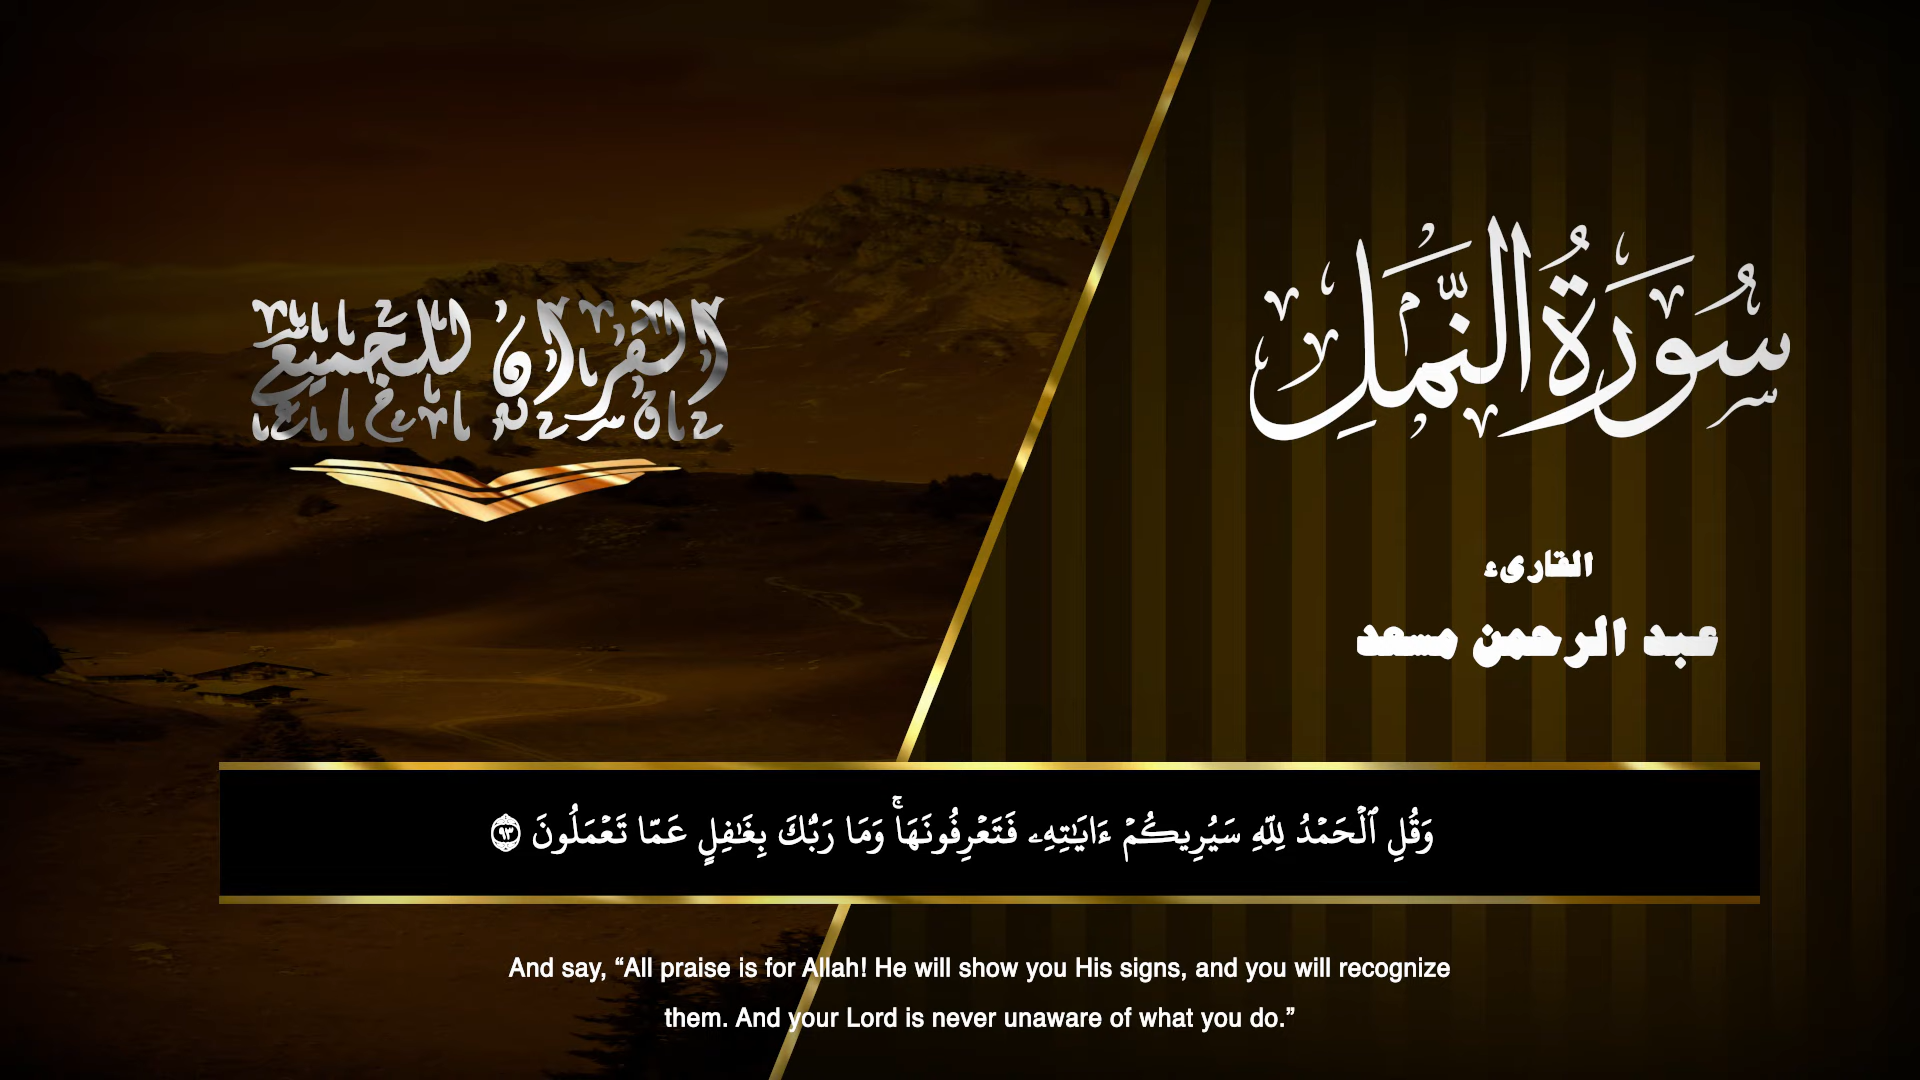 القرآن للجميع
سُورَةُ النَّمْلِ
القارىء
عبد الرحمن مسعد
وَقُلِ ٱلْحَمْدُ لِلَّهِ سَيُرِيكُمْ ءَايَـٰتِهِۦ فَتَعْرِفُونَهَا ۚ وَمَا رَبُّكَ بِغَـٰفِلٍ عَمَّا تَعْمَلُونَ ٩٣
And say, “All praise is for Allah! He will show you His signs, and you will recognize
them. And your Lord is never unaware of what you do.”